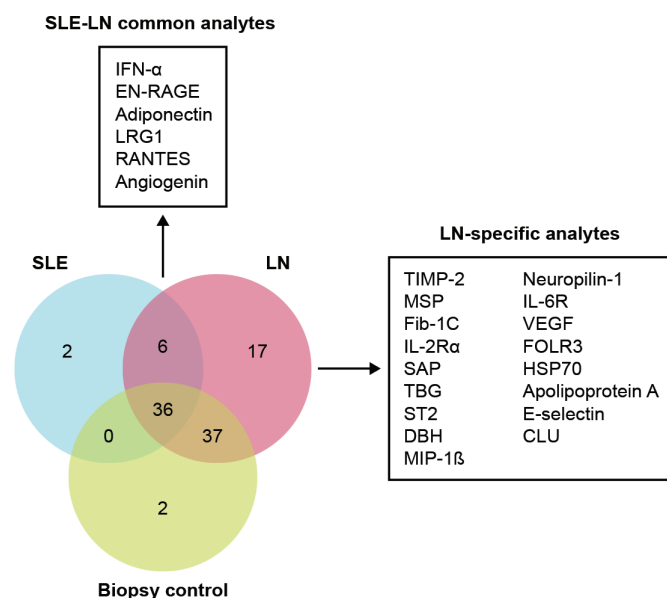 SLE-LN common analytes
IFN-α
EN-RAGE
Adiponectin
LRG1
RANTES
Angiogenin
SLE
LN
2
6
17
36
0
37
2
Biopsy control
LN-specific analytes
TIMP-2 Neuropilin-1
MSP IL-6R
Fib-1C VEGF
IL-2Rα FOLR3
SAP HSP70
TBG Apolipoprotein A
ST2 E-selectin
DBH CLU
MIP-1ß